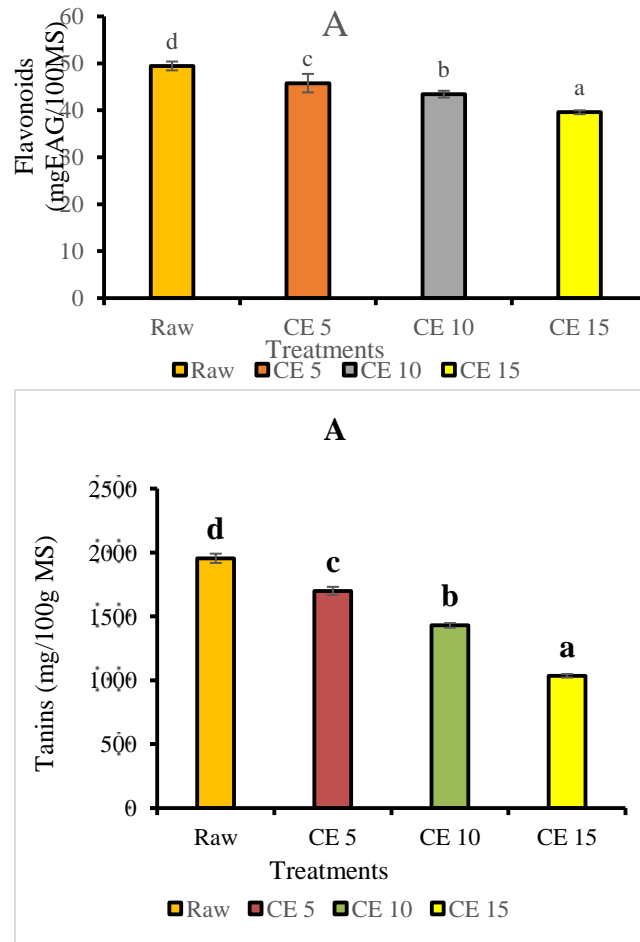 A
Flavonoids
(mgEAG/100MS)
60
50
40
30
20
10
0
d
c
b
a
Raw
CE 5
CE 10
CE 15
Treatments
Raw
CE 5
CE 10
CE 15
A
Tanins (mg/100g MS)
2500
2000
1500
1000
500
0
d
c
b
a
Raw
CE 5
CE 10
CE 15
Treatments
Raw
CE 5
CE 10
CE 15